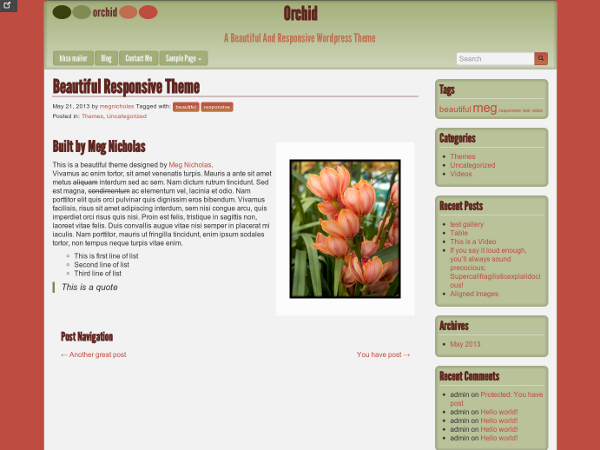 orchid
Orchid
A Beautiful And Responsive Wordpress Theme
hhsa mailer Blog Contact Me Sample Page
Search
Beautiful Responsive Theme
May 21, 2013 by megnicholas Tagged with: beautiful responsive
Posted in: Themes, Uncategorized
Built by Meg Nicholas
This is a beautiful theme designed by Meg Nicholas.
Vivamus ac enim tortor, sit amet venenatis turpis. Mauris a ante sit amet
metus aliquam interdum sed ac sem. Nam dictum rutrum tincidunt. Sed
est magna, condimentum ac elementum vel, lacinia et odio. Nam
porttitor elit quis orci pulvinar quis dignissim eros bibendum. Vivamus
facilisis, risus sit amet adipiscing interdum, sem nisi congue arcu, quis
imperdiet orci risus quis nisi. Proin est felis, tristique in sagittis non,
laoreet vitae felis. Duis convallis augue vitae nisi semper in placerat mi
iaculis. Nam porttitor, mauris ut fringilla tincidunt, enim ipsum sodales
tortor, non tempus neque turpis vitae enim.
This is first line of list
Second line of list
Third line of list
This is a quote
Post Navigation
← Another great post
You have post →
Tags
beautiful meg responsive test video
Categories
Themes
Uncategorized
Videos
Recent Posts
test gallery
Table
This is a Video
If you say it loud enough,
you'll always sound
precocious;
Supercalifragilisticexpialidoci
ous!
Aligned Images
Archives
May 2013
Recent Comments
admin on Protected: You have
post
admin on Hello world!
admin on Hello world!
admin on Hello world!
admin on Hello world!